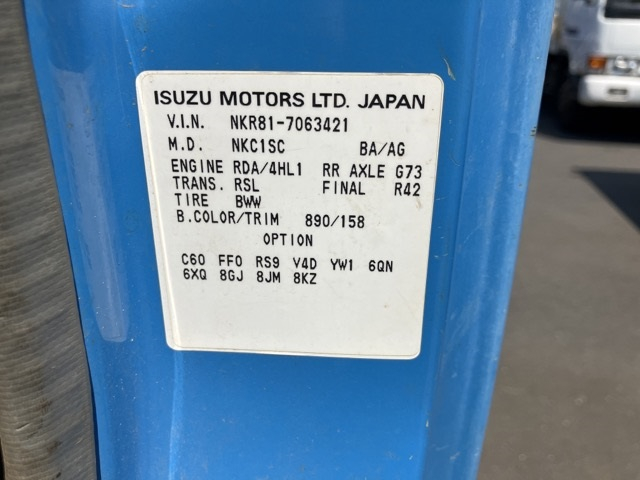 ISUZU MOTORS LTD. JAPAN
V.I.N. NKR81-7063421
M.D. NKC1SC BA/AG
ENGINE RDA/4HL1 RR AXLE G73
TRANS. RSL FINAL R42
TIRE BWW
B.COLOR/TRIM 890/158
OPTION
C60 FF0 RS9 V4D YW1 6QN
6XQ 8GJ 8JM 8KZ